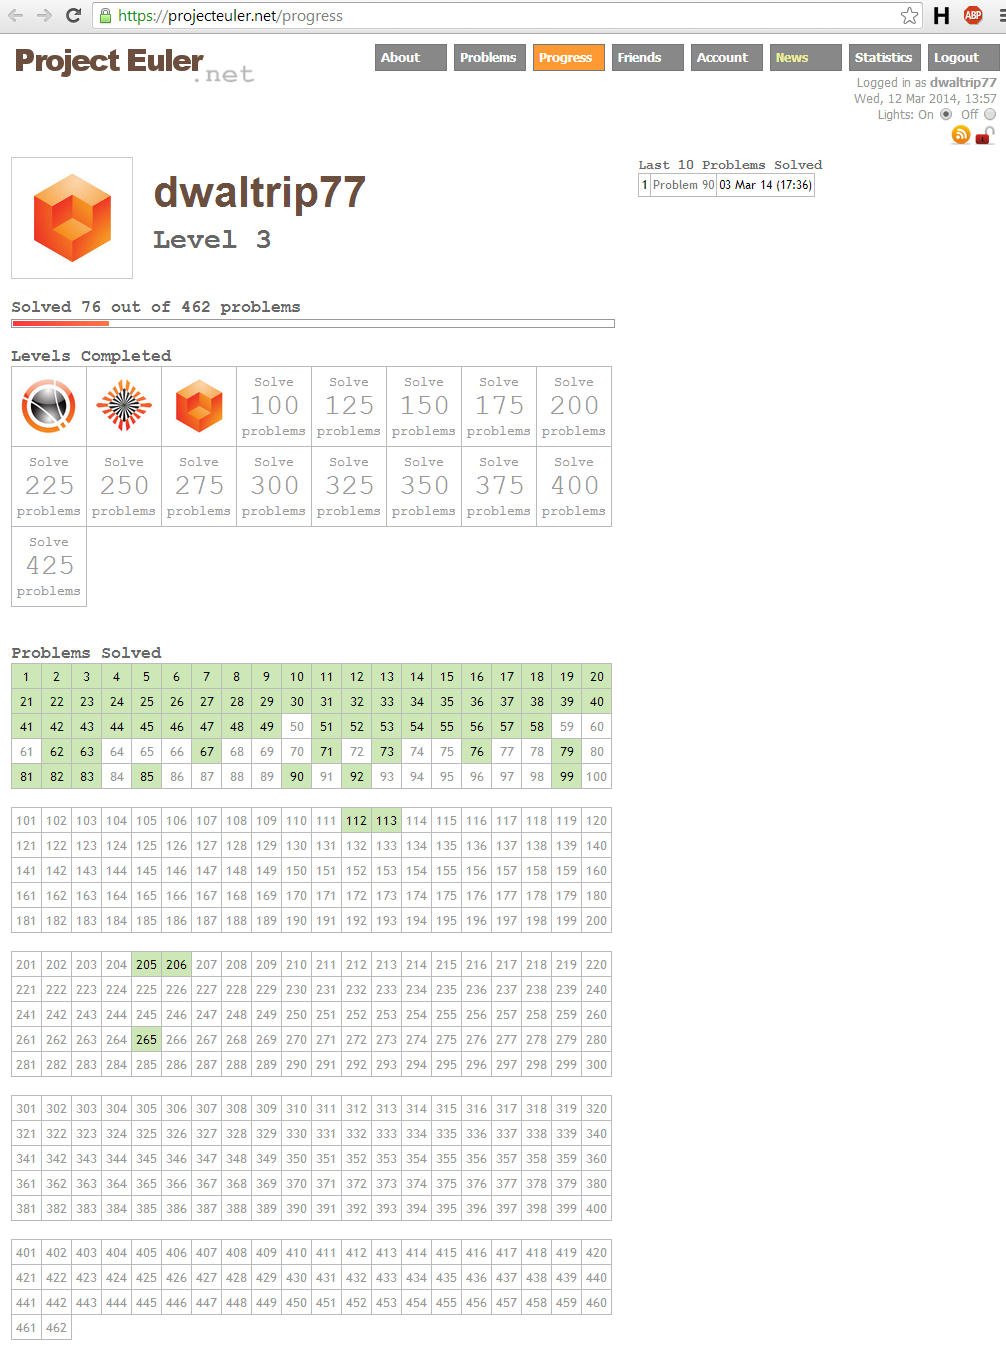 https://projecteuler.net/progress
H ABP
Project Euler
.net
About Problems Progress Friends Account News Statistics Logout
Logged in as dwaltrip77
Wed, 12 Mar 2014, 13:57
Lights: On Off
dwaltrip77
Level 3
Last 10 Problems Solved
1 Problem 90 03 Mar 14 (17:36)
Solved 76 out of 462 problems
Levels Completed
Solve Solve Solve Solve Solve
100 125 150 175 200
problems problems problems problems problems
Solve Solve Solve Solve Solve Solve Solve Solve
225 250 275 300 325 350 375 400
problems problems problems problems problems problems problems problems
Solve
425
problems
Problems Solved
1 2 3 4 5 6 7 8 9 10 11 12 13 14 15 16 17 18 19 20
21 22 23 24 25 26 27 28 29 30 31 32 33 34 35 36 37 38 39 40
41 42 43 44 45 46 47 48 49 50 51 52 53 54 55 56 57 58 59 60
61 62 63 64 65 66 67 68 69 70 71 72 73 74 75 76 77 78 79 80
81 82 83 84 85 86 87 88 89 90 91 92 93 94 95 96 97 98 99 100
101 102 103 104 105 106 107 108 109 110 111 112 113 114 115 116 117 118 119 120
121 122 123 124 125 126 127 128 129 130 131 132 133 134 135 136 137 138 139 140
141 142 143 144 145 146 147 148 149 150 151 152 153 154 155 156 157 158 159 160
161 162 163 164 165 166 167 168 169 170 171 172 173 174 175 176 177 178 179 180
181 182 183 184 185 186 187 188 189 190 191 192 193 194 195 196 197 198 199 200
201 202 203 204 205 206 207 208 209 210 211 212 213 214 215 216 217 218 219 220
221 222 223 224 225 226 227 228 229 230 231 232 233 234 235 236 237 238 239 240
241 242 243 244 245 246 247 248 249 250 251 252 253 254 255 256 257 258 259 260
261 262 263 264 265 266 267 268 269 270 271 272 273 274 275 276 277 278 279 280
281 282 283 284 285 286 287 288 289 290 291 292 293 294 295 296 297 298 299 300
301 302 303 304 305 306 307 308 309 310 311 312 313 314 315 316 317 318 319 320
321 322 323 324 325 326 327 328 329 330 331 332 333 334 335 336 337 338 339 340
341 342 343 344 345 346 347 348 349 350 351 352 353 354 355 356 357 358 359 360
361 362 363 364 365 366 367 368 369 370 371 372 373 374 375 376 377 378 379 380
381 382 383 384 385 386 387 388 389 390 391 392 393 394 395 396 397 398 399 400
401 402 403 404 405 406 407 408 409 410 411 412 413 414 415 416 417 418 419 420
421 422 423 424 425 426 427 428 429 430 431 432 433 434 435 436 437 438 439 440
441 442 443 444 445 446 447 448 449 450 451 452 453 454 455 456 457 458 459 460
461 462